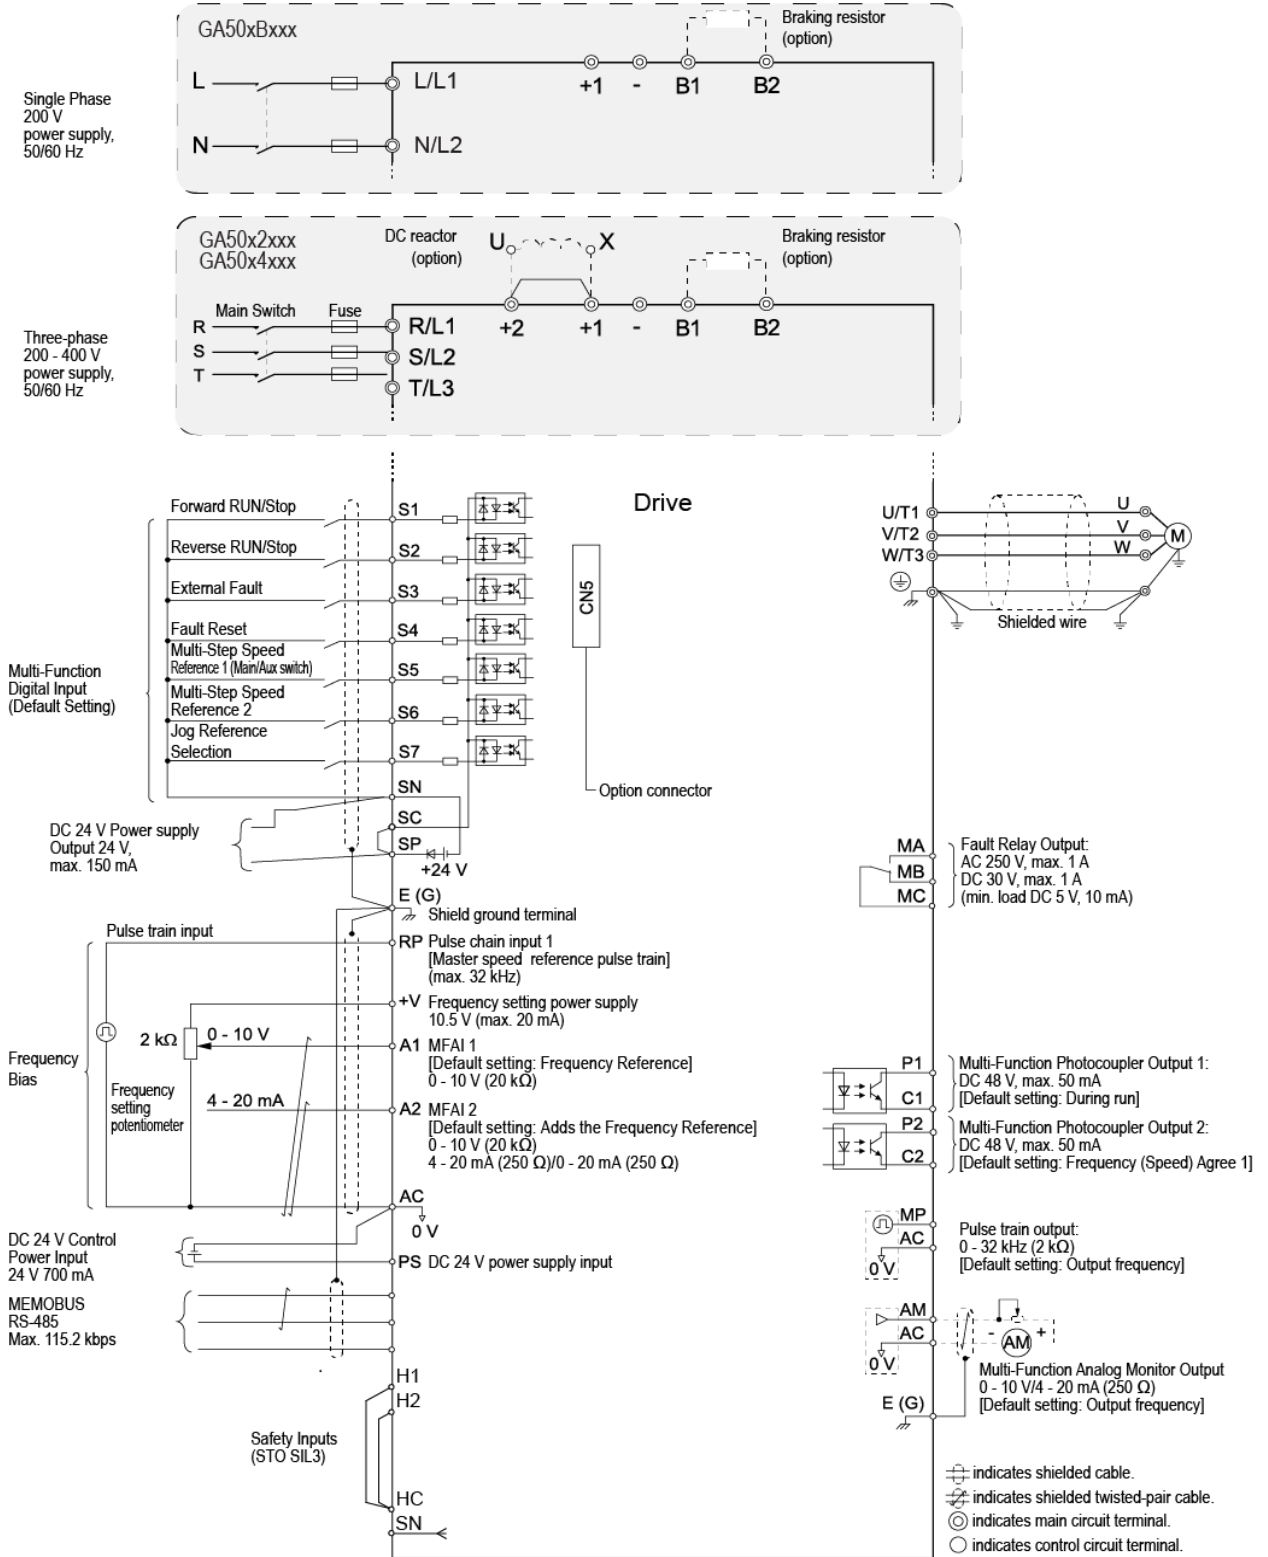 GA50xBxxx
Braking resistor
(option)
L
L/L1
+1
-
B1
B2
Single Phase
200 V
power supply,
50/60 Hz
N
N/L2
GA50x2xxx
GA50x4xxx
DC reactor
(option)
U
X
Braking resistor
(option)
Main Switch
Fuse
R
R/L1
+2
+1
-
B1
B2
Three-phase
200 - 400 V
power supply,
50/60 Hz
S
S/L2
T
T/L3
Drive
Forward RUN/Stop
S1
Reverse RUN/Stop
S2
External Fault
S3
Fault Reset
S4
Multi-Step Speed
Reference 1 (Main/Aux switch)
S5
Multi-Step Speed
Reference 2
S6
Jog Reference
Selection
S7
Multi-Function
Digital Input
(Default Setting)
CN5
Option connector
U/T1
V/T2
W/T3
U
V
W
M
Shielded wire
SN
SC
SP
+24 V
DC 24 V Power supply
Output 24 V,
max. 150 mA
E (G)
Shield ground terminal
MA
MB
MC
Fault Relay Output:
AC 250 V, max. 1 A
DC 30 V, max. 1 A
(min. load DC 5 V, 10 mA)
Pulse train input
RP Pulse chain input 1
[Master speed reference pulse train]
(max. 32 kHz)
+V Frequency setting power supply
10.5 V (max. 20 mA)
2 kΩ
0 - 10 V
A1 MFAI 1
[Default setting: Frequency Reference]
0 - 10 V (20 kΩ)
Frequency
Bias
Frequency
setting
potentiometer
4 - 20 mA
A2 MFAI 2
[Default setting: Adds the Frequency Reference]
0 - 10 V (20 kΩ)
4 - 20 mA (250 Ω)/0 - 20 mA (250 Ω)
P1
C1
Multi-Function Photocoupler Output 1:
DC 48 V, max. 50 mA
[Default setting: During run]
P2
C2
Multi-Function Photocoupler Output 2:
DC 48 V, max. 50 mA
[Default setting: Frequency (Speed) Agree 1]
AC
0 V
DC 24 V Control
Power Input
24 V 700 mA
PS DC 24 V power supply input
MP
AC
0 V
Pulse train output:
0 - 32 kHz (2 kΩ)
[Default setting: Output frequency]
MEMOBUS
RS-485
Max. 115.2 kbps
AM
AC
0 V
-
AM
+
Multi-Function Analog Monitor Output
0 - 10 V/4 - 20 mA (250 Ω)
[Default setting: Output frequency]
E (G)
H1
H2
Safety Inputs
(STO SIL3)
HC
SN
indicates shielded cable.
indicates shielded twisted-pair cable.
indicates main circuit terminal.
indicates control circuit terminal.